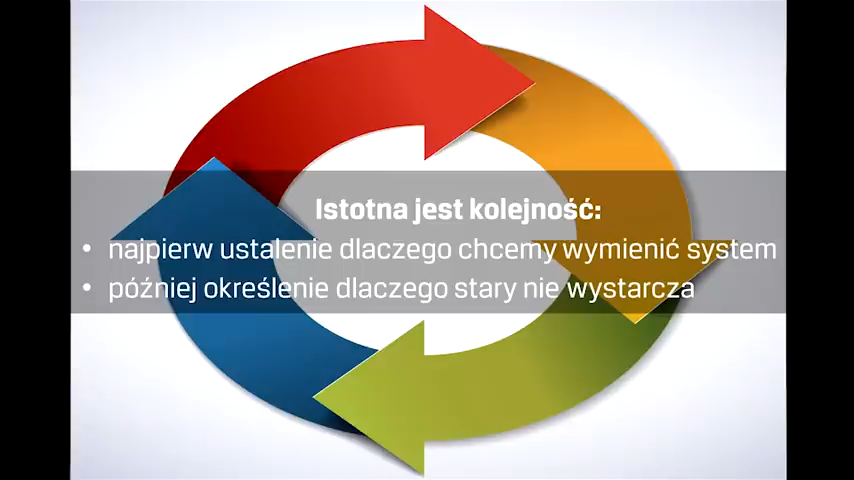 Istotna jest kolejność:
• najpierw ustalenie dlaczego chcemy wymienić system
• później określenie dlaczego stary nie wystarcza